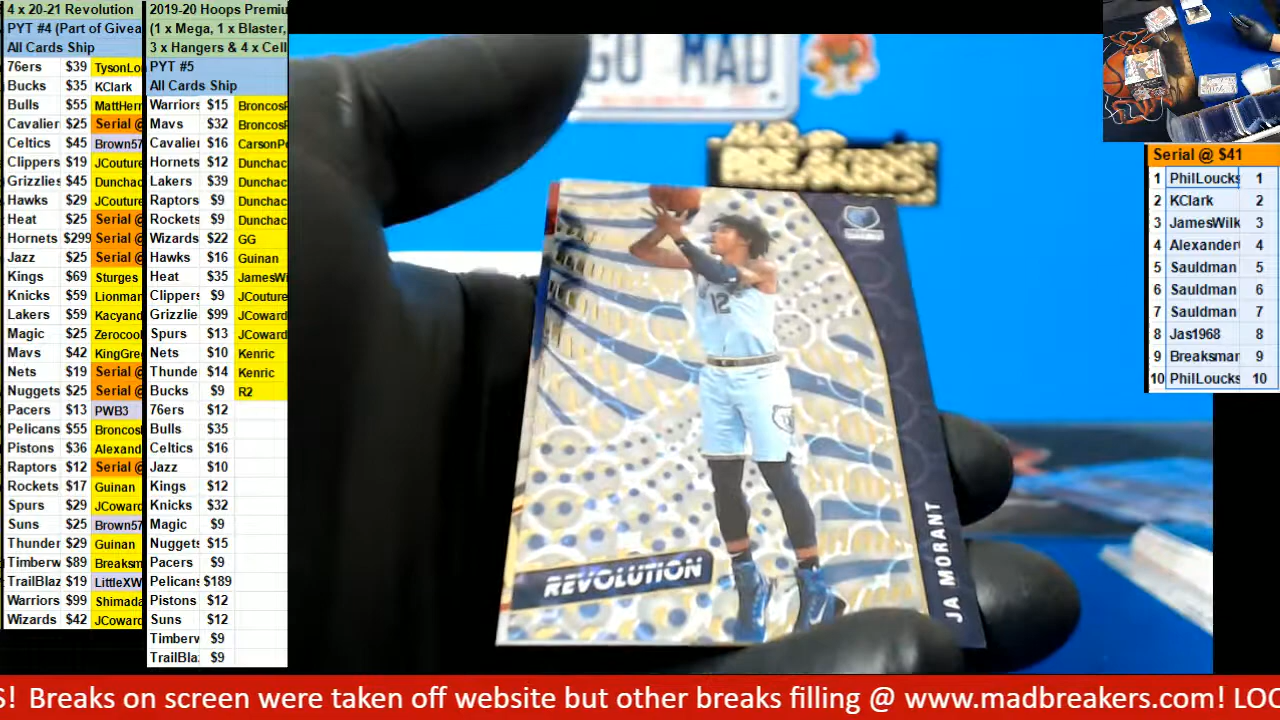 4 x 20-21 Revolution
PYT #4 (Part of Givea
All Cards Ship
76ers $39 TysonLo
Bucks $35 KClark
Bulls $55 MattHerr
Cavalier $25 Serial @
Celtics $45 Brown57
Clippers $19 JCouture
Grizzlies $45 Dunchac
Hawks $29 JCouture
Heat $25 Serial @
Hornets $299 Serial @
Jazz $25 Serial @
Kings $69 Sturges
Knicks $59 Lionman
Lakers $59 Kacyand
Magic $25 Zerocool
Mavs $42 KingGre
Nets $19 Serial @
Nuggets $25 Serial @
Pacers $13 PWB3
Pelicans $55 Broncos
Pistons $36 Alexand
Raptors $12 Serial @
Rockets $17 Guinan
Spurs $29 JCoward
Suns $25 Brown57
Thunder $29 Guinan
Timberw $89 Breaksm
TrailBlaz $19 LittleXW
Warriors $99 Shimada
Wizards $42 JCoward
2019-20 Hoops Premiu
(1 x Mega, 1 x Blaster,
3 x Hangers & 4 x Cell
PYT #5
All Cards Ship
Warriors $15 BroncosF
Mavs $32 BroncosF
Cavalier $16 CarsonPe
Hornets $12 Dunchac
Lakers $39 Dunchac
Raptors $9 Dunchac
Rockets $9 Dunchac
Wizards $22 GG
Hawks $16 Guinan
Heat $35 JamesWi
Clippers $9 JCouture
Grizzlie $99 JCoward
Spurs $13 JCoward
Nets $10 Kenric
Thunde $14 Kenric
Bucks $9 R2
76ers $12
Bulls $35
Celtics $16
Jazz $10
Kings $12
Knicks $32
Magic $9
Nuggets $15
Pacers $9
Pelicans $189
Pistons $12
Suns $12
Timberv $9
TrailBla $9
GO MAD
BREAKERS
12
REVOLUTION
JA MORANT
Serial @ $41
1 PhilLoucks 1
2 KClark 2
3 JamesWilk 3
4 Alexander 4
5 Sauldman 5
6 Sauldman 6
7 Sauldman 7
8 Jas1968 8
9 Breaksman 9
10 PhilLoucks 10
S! Breaks on screen were taken off website but other breaks filling @ www.madbreakers.com! LOO